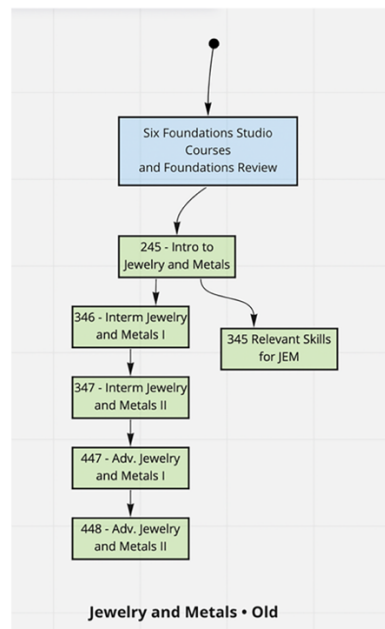 Six Foundations Studio
Courses
and Foundations Review
245 - Intro to
Jewelry and Metals
346 - Interm Jewelry
and Metals I
345 Relevant Skills
for JEM
347 - Interm Jewelry
and Metals II
447 - Adv. Jewelry
and Metals I
448 - Adv. Jewelry
and Metals II
Jewelry and Metals • Old